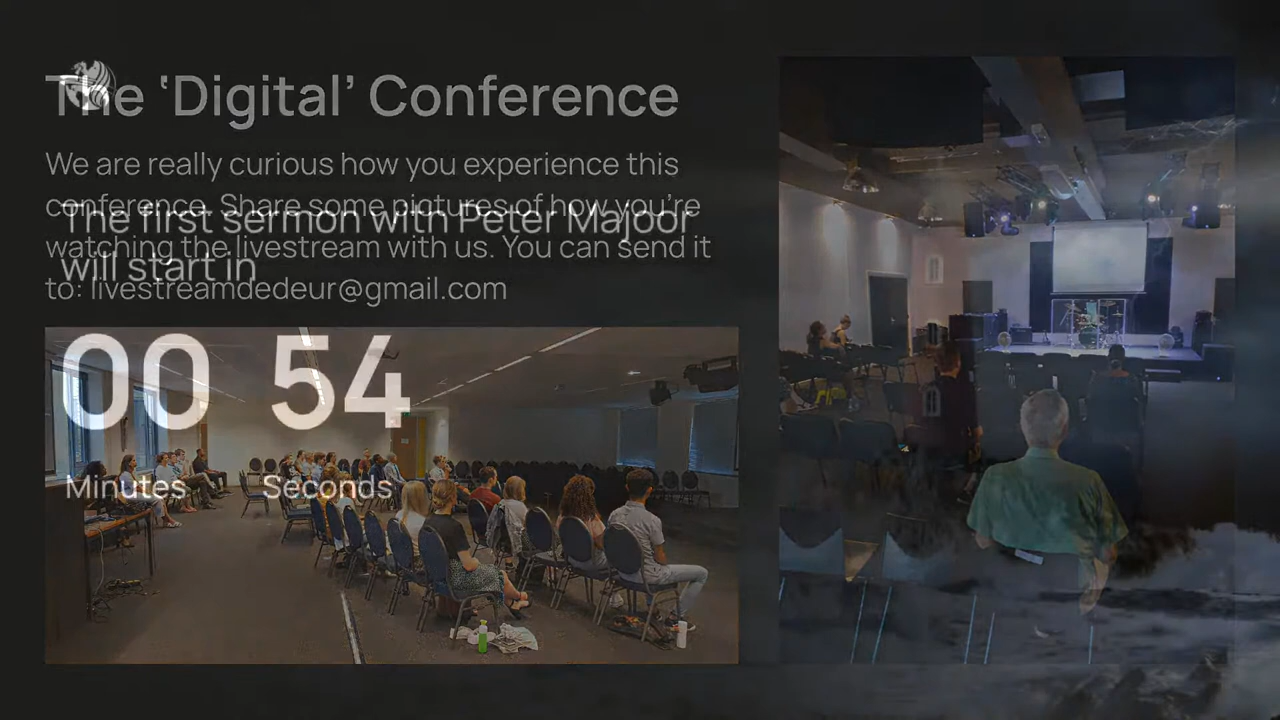 The ‘Digital’ Conference
We are really curious how you experience this
conference. Share some pictures of how you're
watching the livestream with us. You can send it
to: livestreamdedeur@gmail.com
The first sermon with Peter Majoor
will start in
00 54
Minutes Seconds